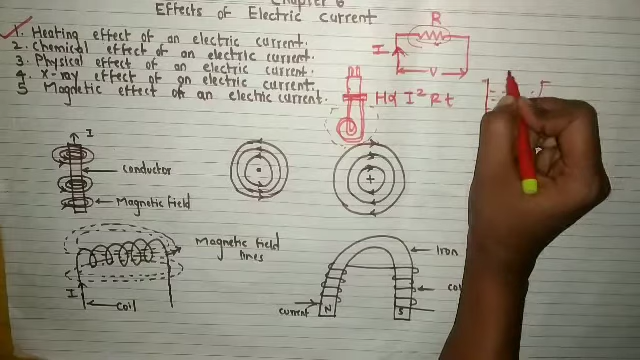 Chapter 6
Effects of Electric current
1. Heating effect of an electric current.
2. Chemical effect of an electric current.
3. Physical effect of an electric current.
4. X-ray effect of an electric current.
5 Magnetic effect of an electric current.
R
I
V
H∝ I² R t
I
conductor
Magnetic field
Magnetic field lines
I
coil
Iron
current
N
S